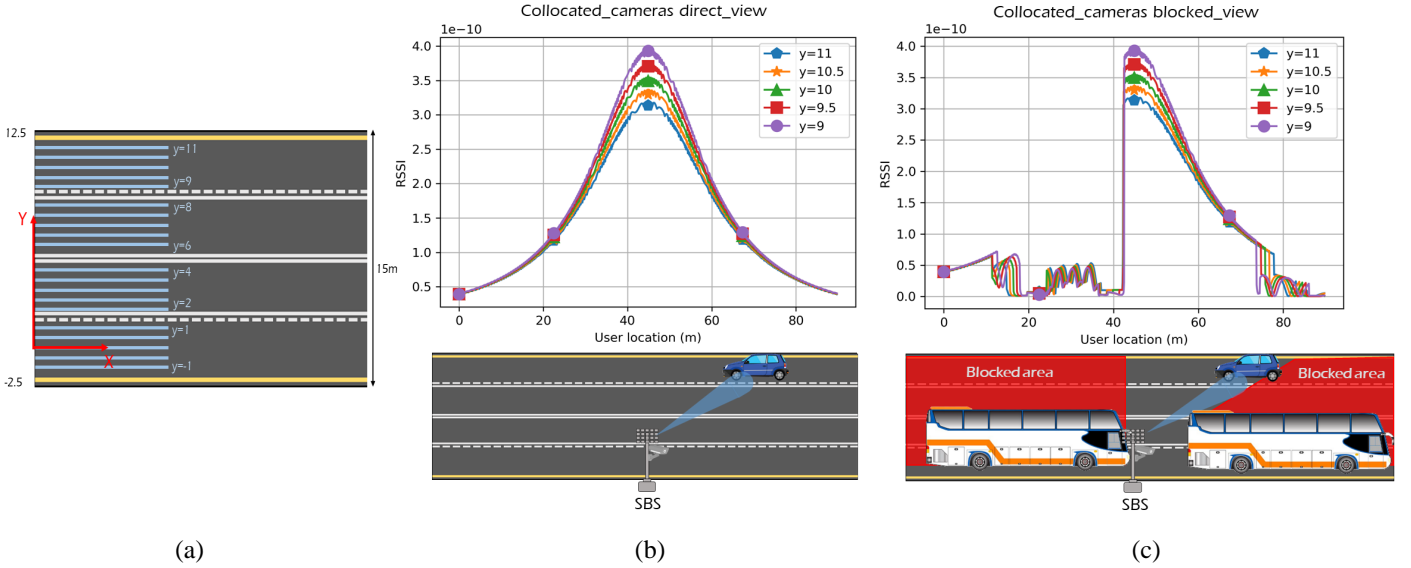 12.5
y=11
y=9
y=8
Y
y=6
y=4
15m
y=2
y=1
X
y=-1
-2.5
(a)
Collocated_cameras direct_view
1e−10
4.0
3.5
3.0
2.5
2.0
1.5
1.0
0.5
RSSI
y=11
y=10.5
y=10
y=9.5
y=9
0 20 40 60 80
User location (m)
SBS
(b)
Collocated_cameras blocked_view
1e−10
4.0
3.5
3.0
2.5
2.0
1.5
1.0
0.5
0.0
RSSI
y=11
y=10.5
y=10
y=9.5
y=9
0 20 40 60 80
User location (m)
Blocked area
Blocked area
SBS
(c)